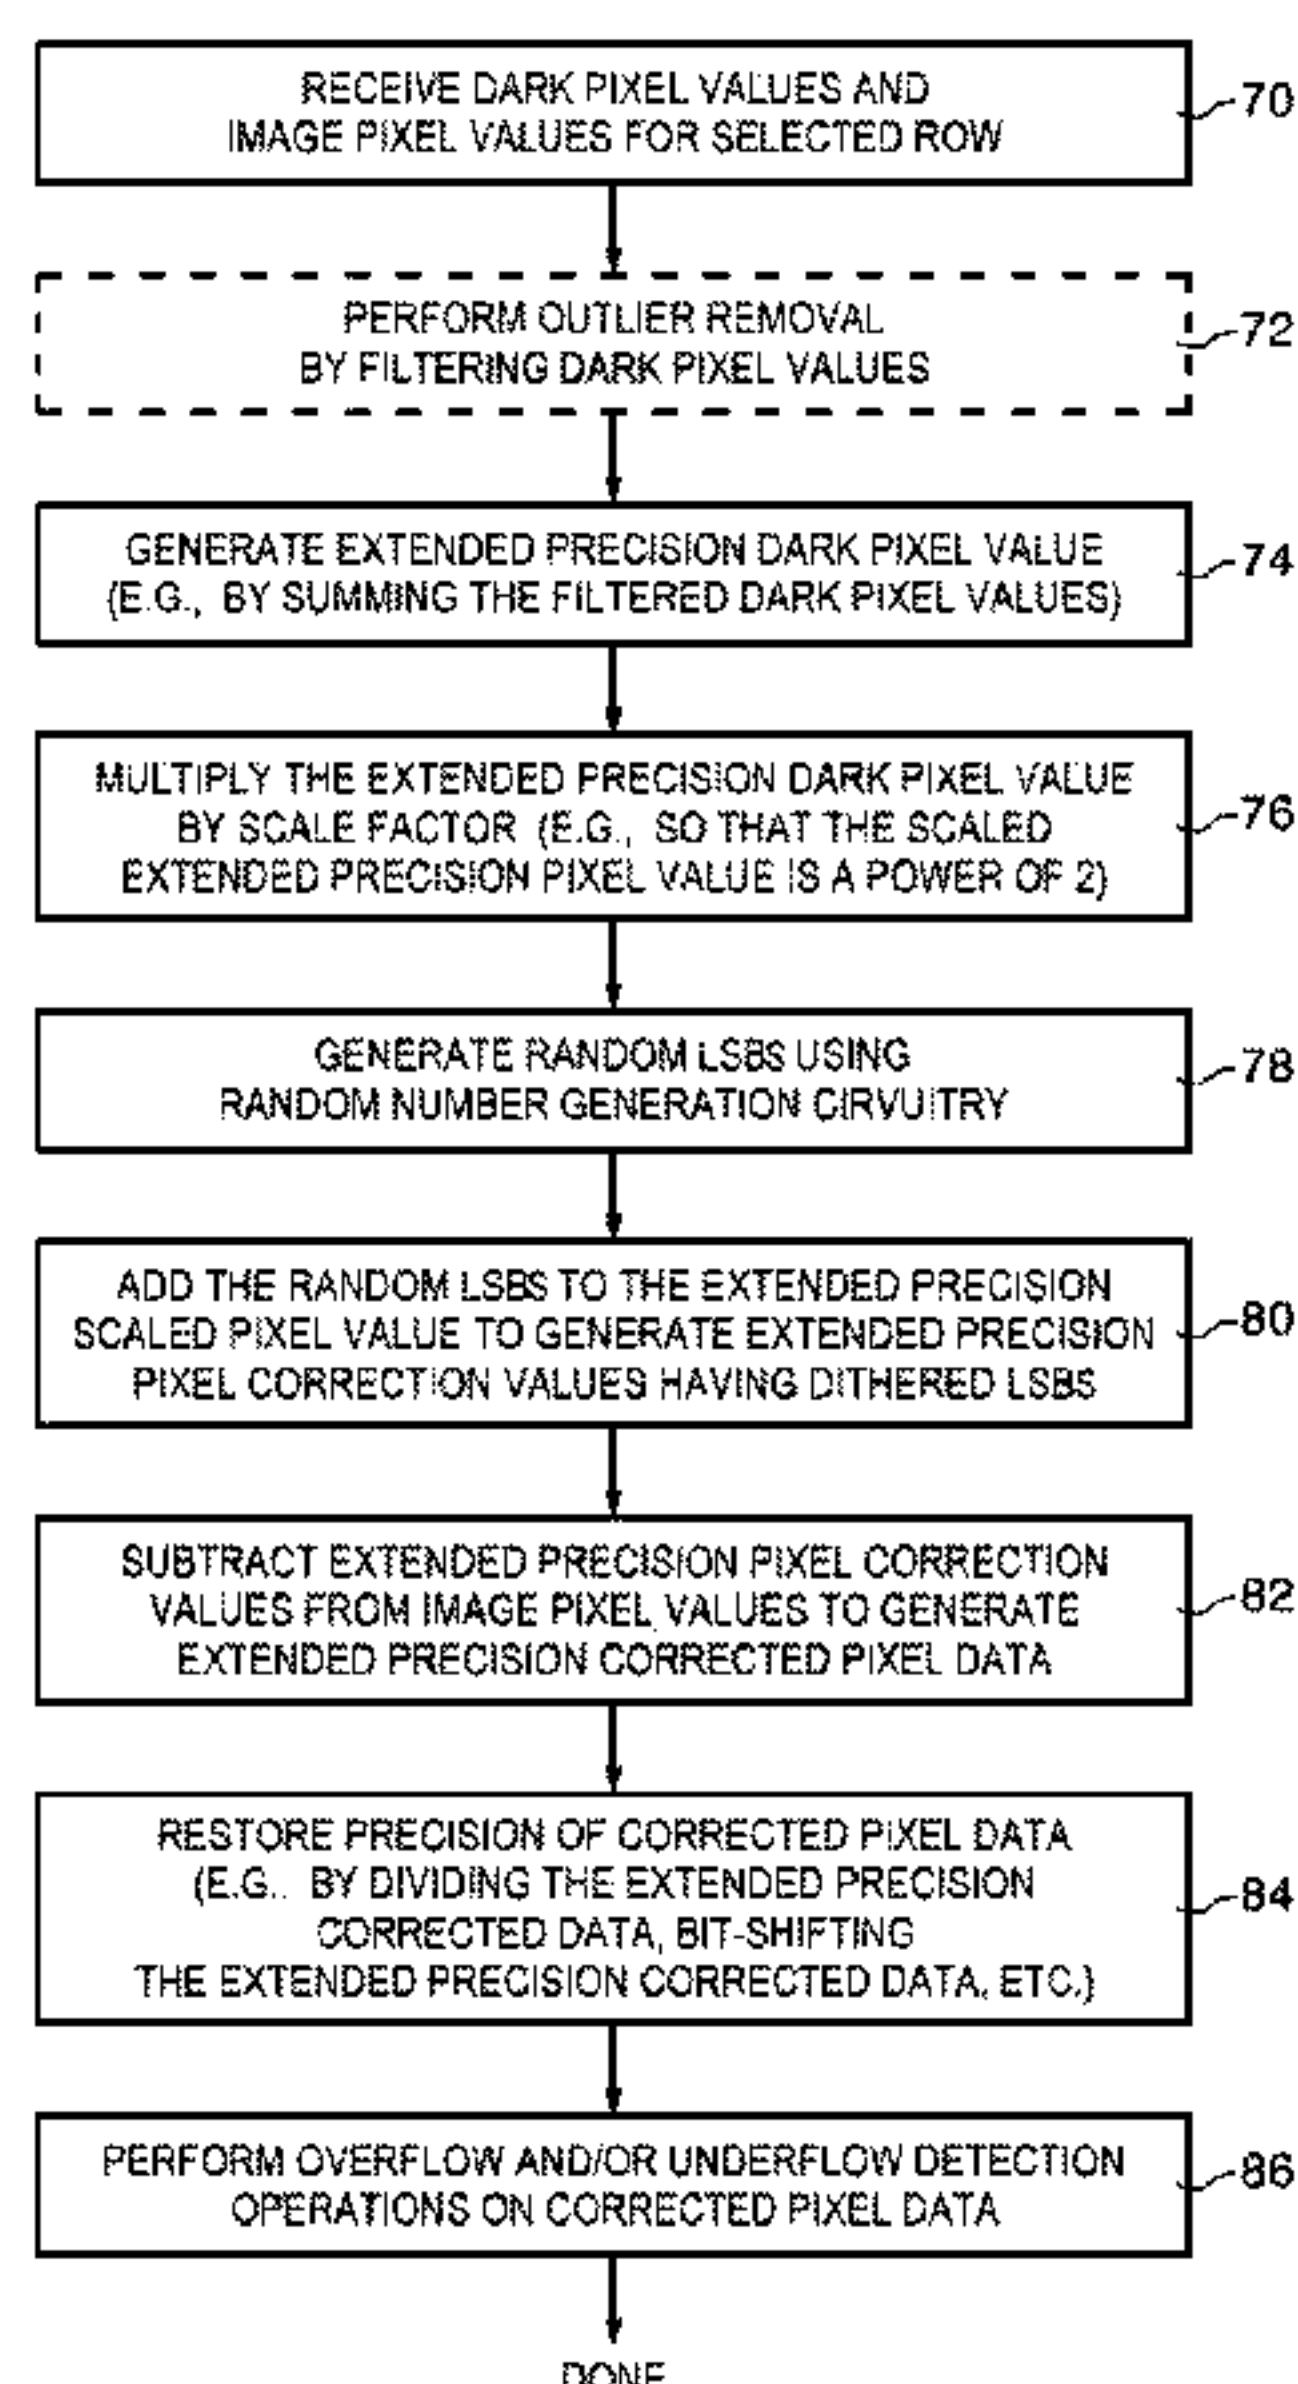 RECEIVE DARK PIXEL VALUES AND
IMAGE PIXEL VALUES FOR SELECTED ROW
70
PERFORM OUTLIER REMOVAL
BY FILTERING DARK PIXEL VALUES
72
GENERATE EXTENDED PRECISION DARK PIXEL VALUE
(E.G., BY SUMMING THE FILTERED DARK PIXEL VALUES)
74
MULTIPLY THE EXTENDED PRECISION DARK PIXEL VALUE
BY SCALE FACTOR (E.G., SO THAT THE SCALED
EXTENDED PRECISION PIXEL VALUE IS A POWER OF 2)
76
GENERATE RANDOM LSBS USING
RANDOM NUMBER GENERATION CIRVUITRY
78
ADD THE RANDOM LSBS TO THE EXTENDED PRECISION
SCALED PIXEL VALUE TO GENERATE EXTENDED PRECISION
PIXEL CORRECTION VALUES HAVING DITHERED LSBS
80
SUBTRACT EXTENDED PRECISION PIXEL CORRECTION
VALUES FROM IMAGE PIXEL VALUES TO GENERATE
EXTENDED PRECISION CORRECTED PIXEL DATA
82
RESTORE PRECISION OF CORRECTED PIXEL DATA
(E.G.. BY DIVIDING THE EXTENDED PRECISION
CORRECTED DATA, BIT-SHIFTING
THE EXTENDED PRECISION CORRECTED DATA, ETC.)
84
PERFORM OVERFLOW AND/OR UNDERFLOW DETECTION
OPERATIONS ON CORRECTED PIXEL DATA
86
DONE